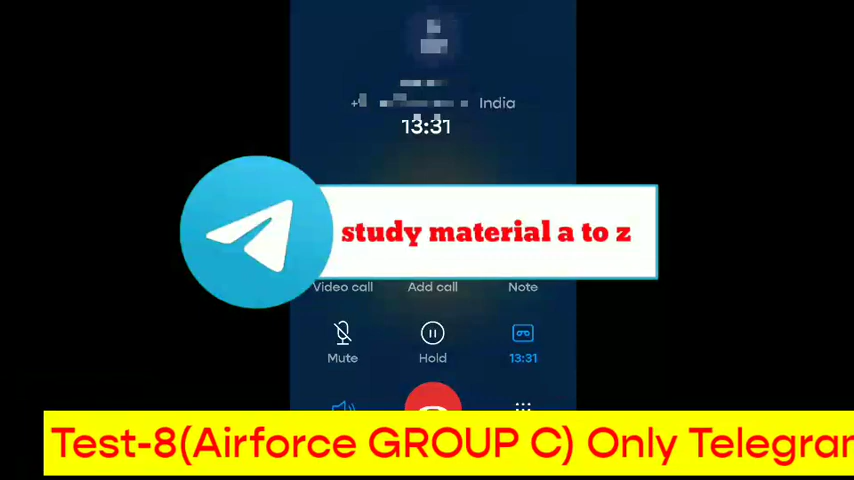 India
13:31
study material a to z
Video call
Add call
Note
Mute
Hold
13:31
Test-8(Airforce GROUP C) Only